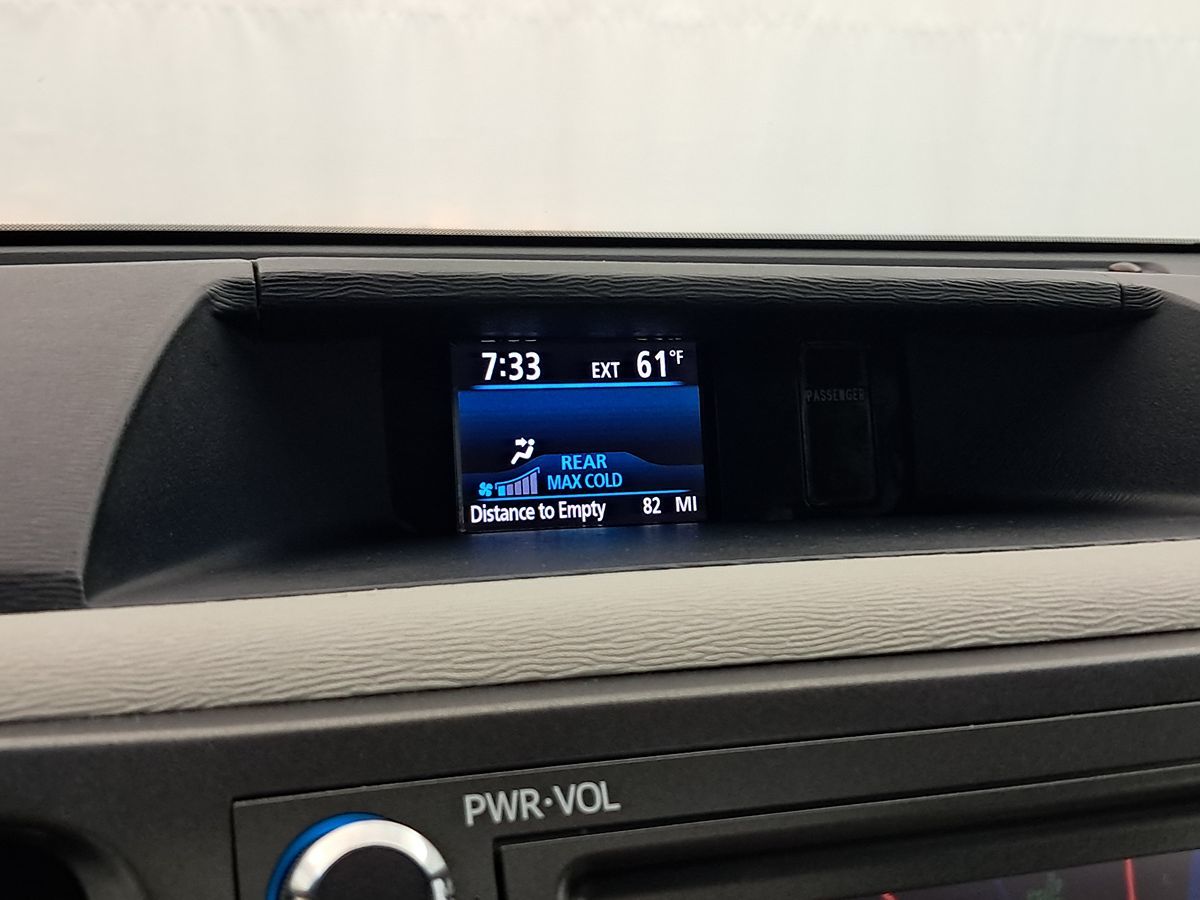 7:33 EXT 61°F
PASSENGER
REAR
MAX COLD
Distance to Empty 82 MI
PWR·VOL